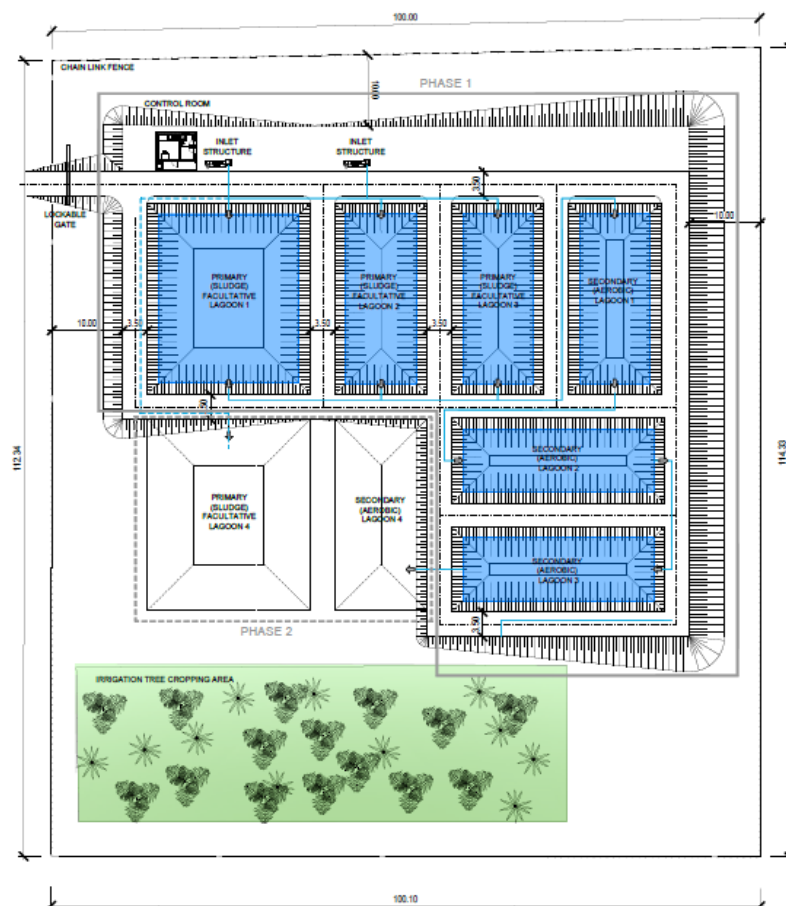 100.00
CHAIN LINK FENCE
PHASE 1
10.00
CONTROL ROOM
INLET
STRUCTURE
INLET
STRUCTURE
3.50
LOCKABLE
GATE
10.00
PRIMARY
(SLUDGE)
FACULTATIVE
LAGOON 1
PRIMARY
(SLUDGE)
FACULTATIVE
LAGOON 2
PRIMARY
(SLUDGE)
FACULTATIVE
LAGOON 3
SECONDARY
(AEROBIC)
LAGOON 1
10.00
3.50
3.50
3.50
3.50
SECONDARY
(AEROBIC)
LAGOON 2
112.34
114.33
PRIMARY
(SLUDGE)
FACULTATIVE
LAGOON 4
SECONDARY
(AEROBIC)
LAGOON 4
SECONDARY
(AEROBIC)
LAGOON 3
PHASE 2
3.50
IRRIGATION TREE CROPPING AREA
100.10